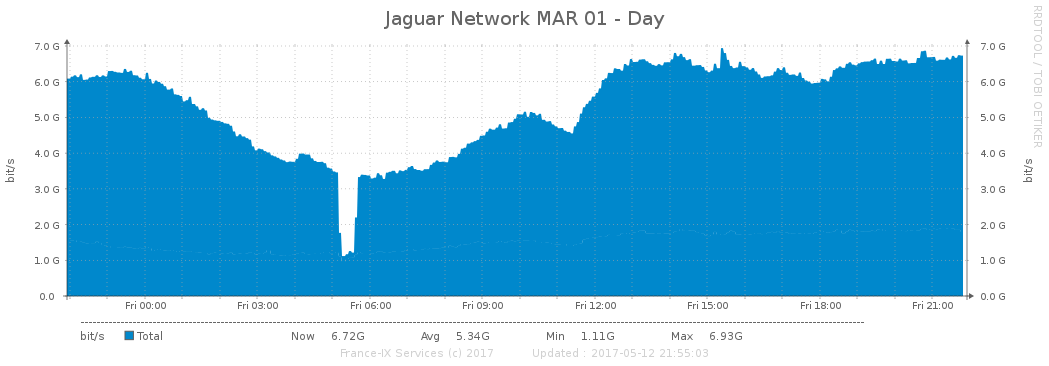 Jaguar Network MAR 01 - Day
RRDTOOL / TOBI OETIKER
bit/s
7.0 G
6.0 G
5.0 G
4.0 G
3.0 G
2.0 G
1.0 G
0.0
7.0 G
6.0 G
5.0 G
4.0 G
3.0 G
2.0 G
1.0 G
0.0 G
bit/s
Fri 00:00 Fri 03:00 Fri 06:00 Fri 09:00 Fri 12:00 Fri 15:00 Fri 18:00 Fri 21:00
bit/s Total Now 6.72G Avg 5.34G Min 1.11G Max 6.93G
France-IX Services (c) 2017 Updated : 2017-05-12 21:55:03